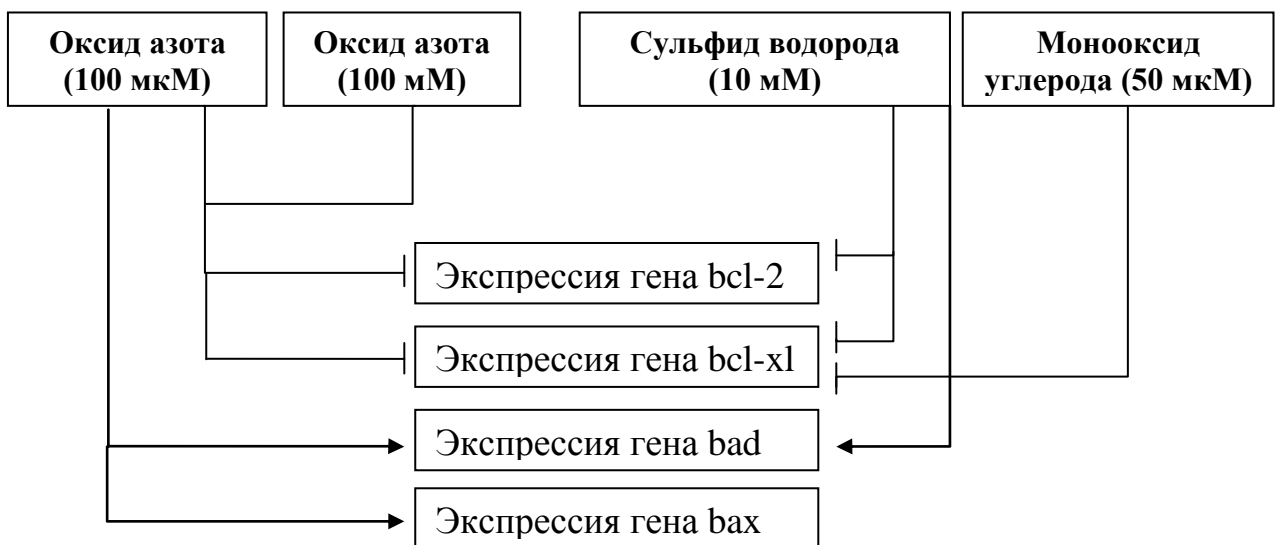 Оксид азота
(100 мкМ)
Оксид азота
(100 мМ)
Сульфид водорода
(10 мМ)
Монооксид
углерода (50 мкМ)
Экспрессия гена bcl-2
Экспрессия гена bcl-xl
Экспрессия гена bad
Экспрессия гена bax